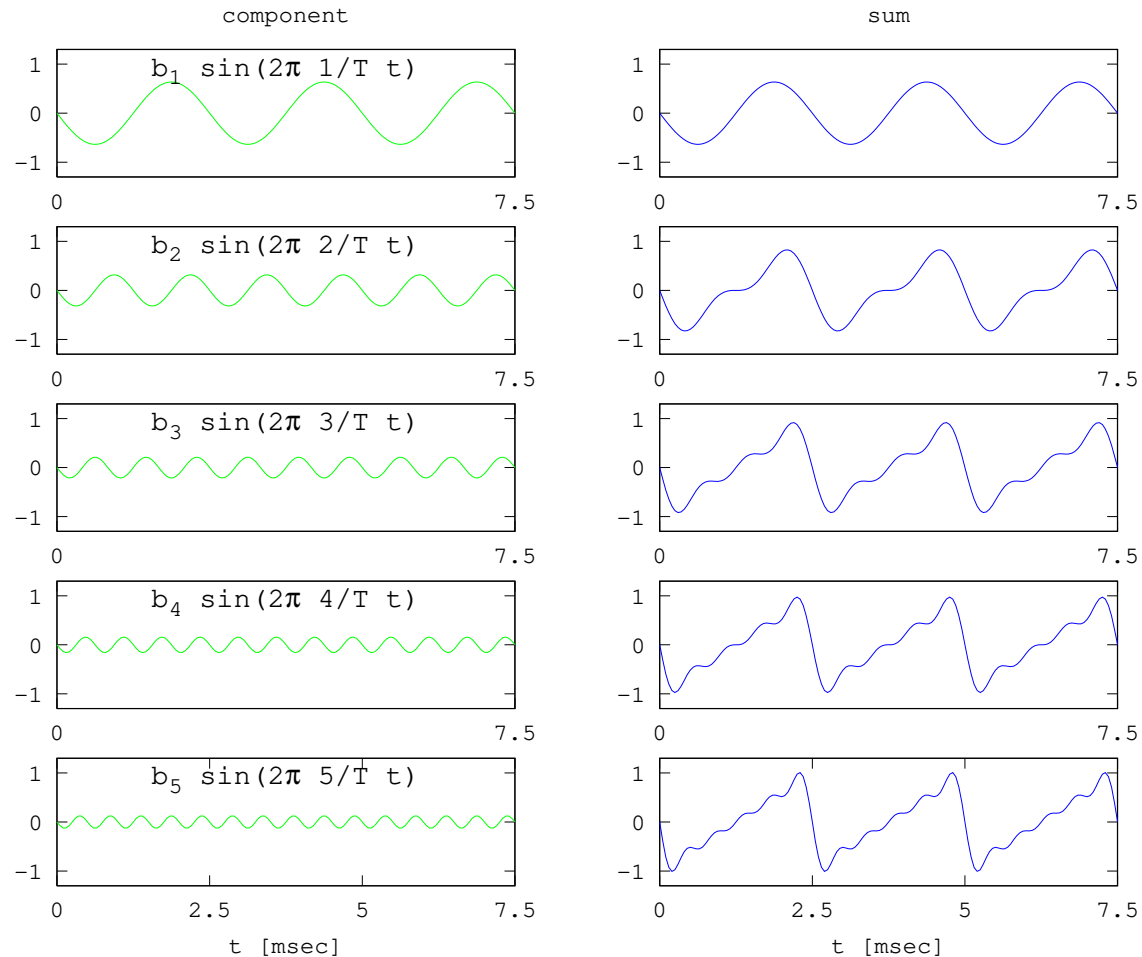 component sum
b1 sin(2π 1/T t)
1 1
0 0
−1 −1
0 7.5 0 7.5
b2 sin(2π 2/T t)
1 1
0 0
−1 −1
0 7.5 0 7.5
b3 sin(2π 3/T t)
1 1
0 0
−1 −1
0 7.5 0 7.5
b4 sin(2π 4/T t)
1 1
0 0
−1 −1
0 7.5 0 7.5
b5 sin(2π 5/T t)
1 1
0 0
−1 −1
0 2.5 5 7.5 0 2.5 5 7.5
t [msec] t [msec]